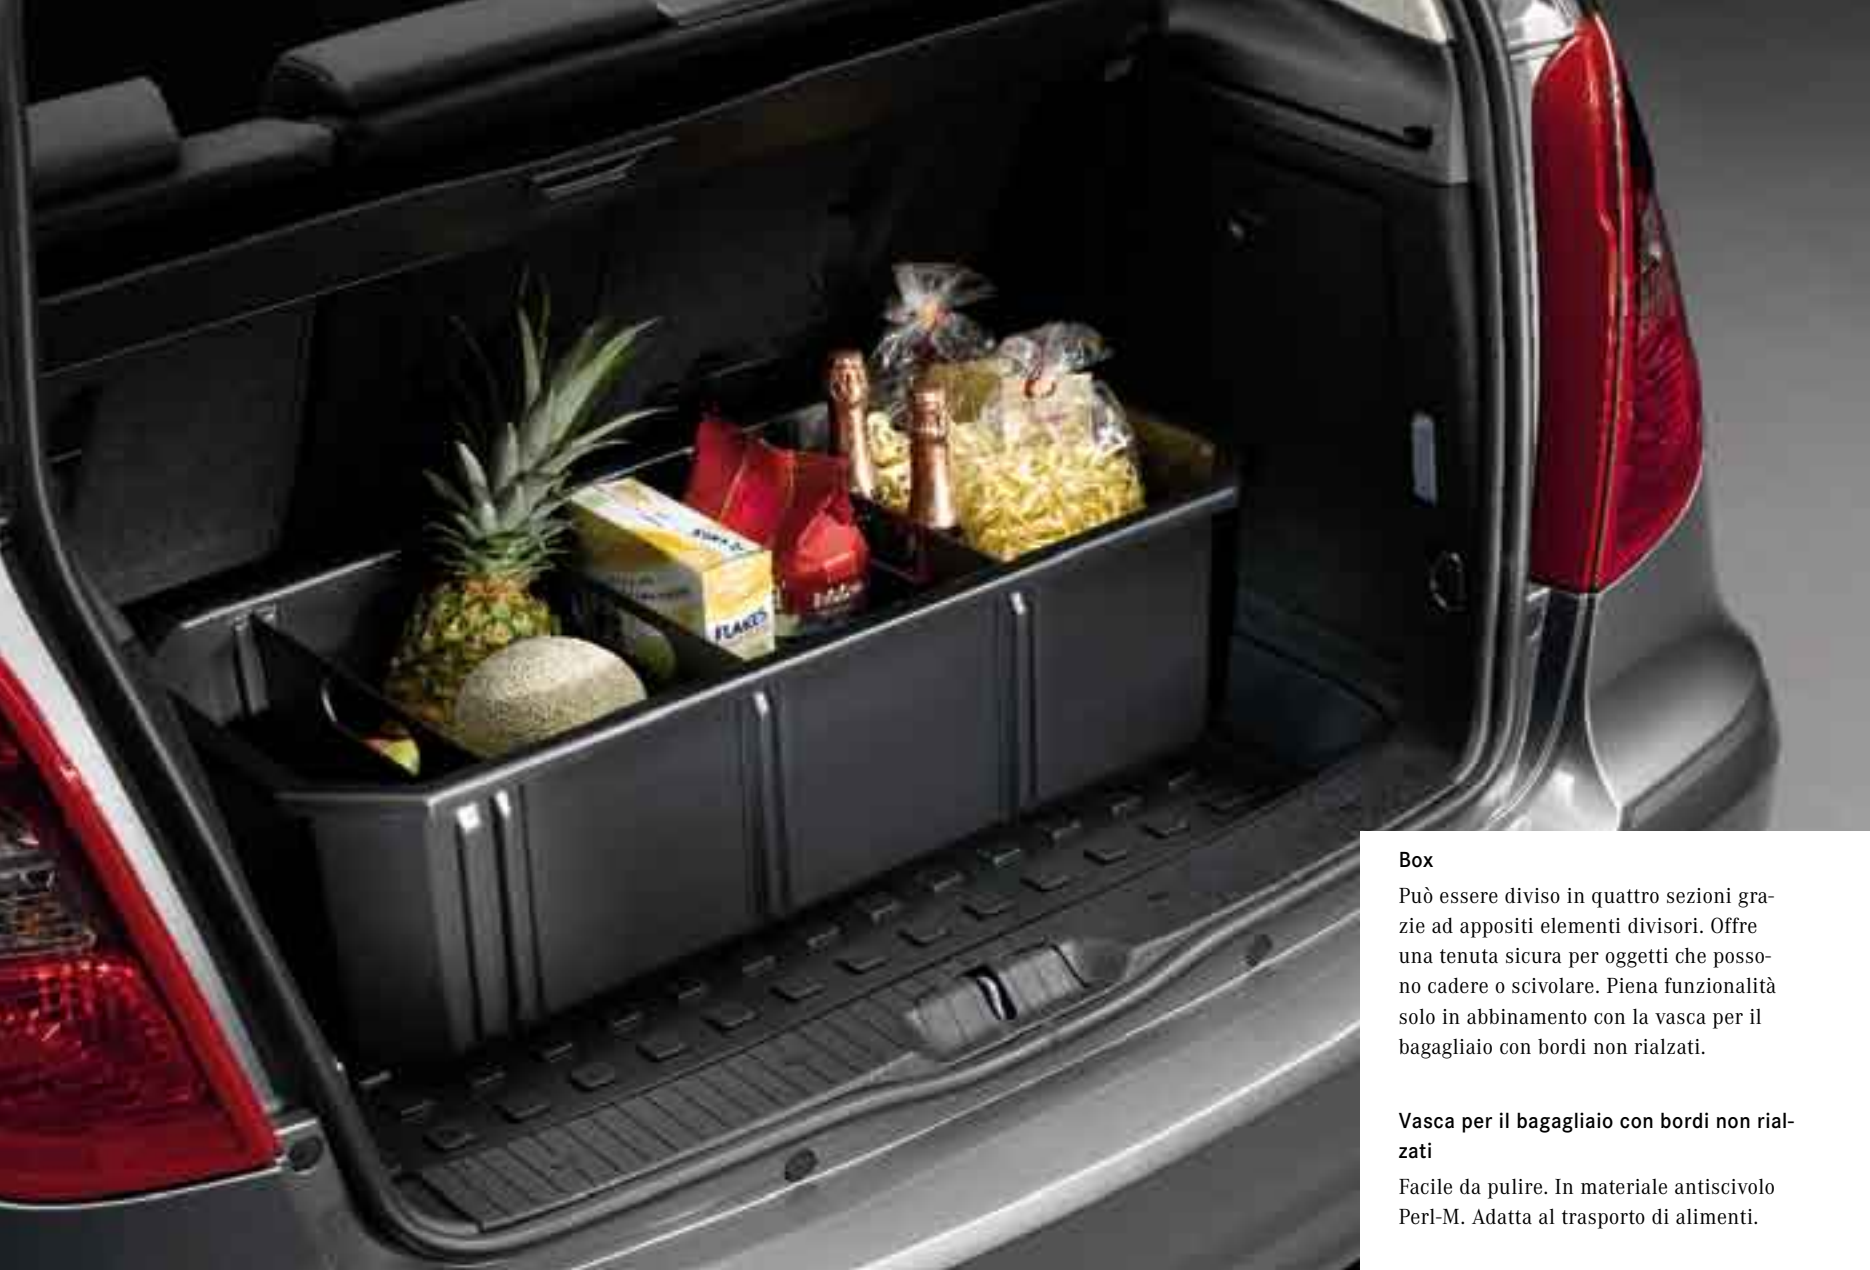 FLAKES
Box
Può essere diviso in quattro sezioni gra-
zie ad appositi elementi divisori. Offre
una tenuta sicura per oggetti che posso-
no cadere o scivolare. Piena funzionalità
solo in abbinamento con la vasca per il
bagagliaio con bordi non rialzati.
Vasca per il bagagliaio con bordi non rial-
zati
Facile da pulire. In materiale antiscivolo
Perl-M. Adatta al trasporto di alimenti.